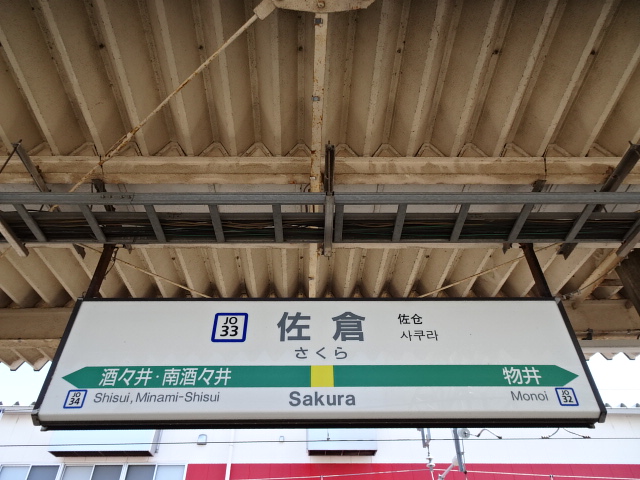 JO
33
佐倉
佐仓
さくら
사쿠라
酒々井・南酒々井
物井
JO
34
Shisui, Minami-Shisui
Sakura
Monoi
JO
32